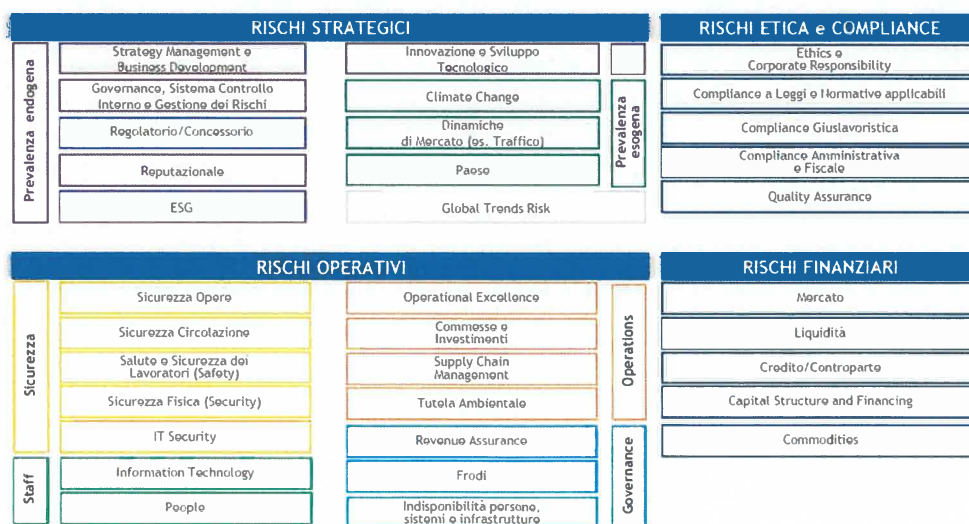 RISCHI STRATEGICI
Prevalenza endogena
Strategy Management e
Business Development
Governance, Sistema Controllo
Interno e Gestione dei Rischi
Regolatorio/Concessorio
Reputazionale
ESG
Innovazione e Sviluppo
Tecnologico
Climate Change
Dinamiche
di Mercato (es. Traffico)
Paese
Global Trends Risk
Prevalenza
esogena
RISCHI ETICA e COMPLIANCE
Ethics e
Corporate Responsibility
Compliance a Leggi e Normative applicabili
Compliance Giuslavoristica
Compliance Amministrativa
e Fiscale
Quality Assurance
RISCHI OPERATIVI
Sicurezza
Sicurezza Opere
Sicurezza Circolazione
Salute e Sicurezza dei
Lavoratori (Safety)
Sicurezza Fisica (Security)
IT Security
Staff
Information Technology
People
Operational Excellence
Commesse e
Investimenti
Supply Chain
Management
Tutela Ambientale
Operations
Revenue Assurance
Frodi
Indisponibilità persone,
sistemi e infrastrutture
Governance
RISCHI FINANZIARI
Mercato
Liquidità
Credito/Controparte
Capital Structure and Financing
Commodities